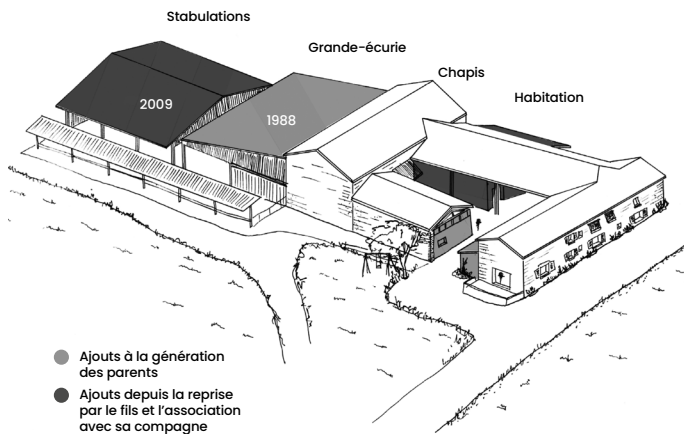 Stabulations
Grande-écurie
Chapis
Habitation
2009
1988
Ajouts à la génération
des parents
Ajouts depuis la reprise
par le fils et l'association
avec sa compagne